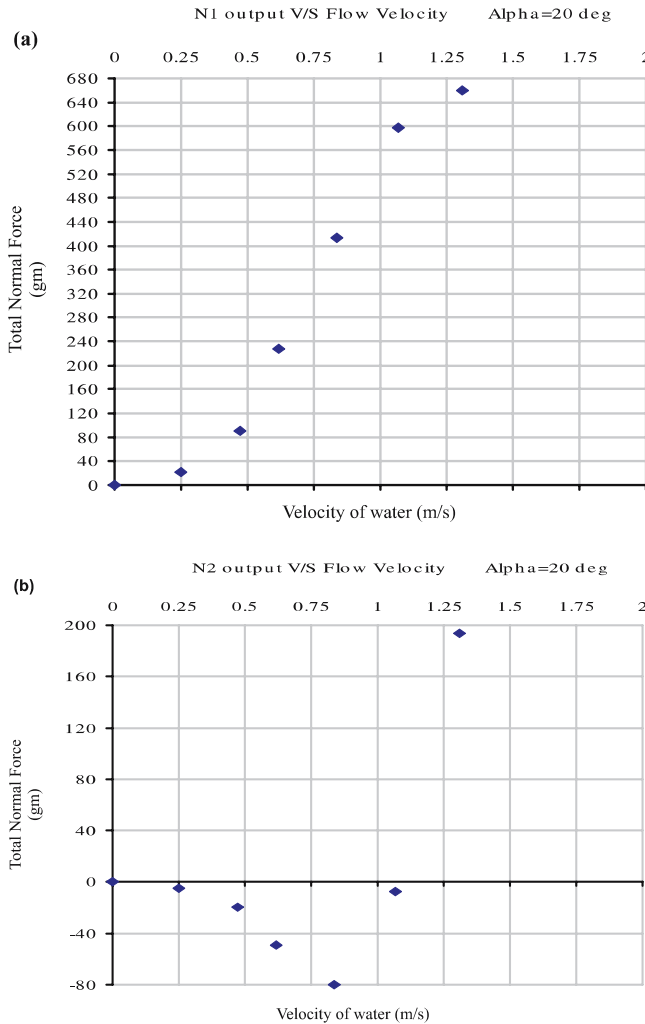 N1 output V/S Flow Velocity Alpha=20 deg
(a)
0 0.25 0.5 0.75 1 1.25 1.5 1.75 2
680
640
600
560
520
480
440
400
360
320
280
240
200
160
120
80
40
0
Total Normal Force
(gm)
Velocity of water (m/s)
N2 output V/S Flow Velocity Alpha=20 deg
(b)
0 0.25 0.5 0.75 1 1.25 1.5 1.75 2
200
160
120
80
40
0
-40
-80
Total Normal Force
(gm)
Velocity of water (m/s)